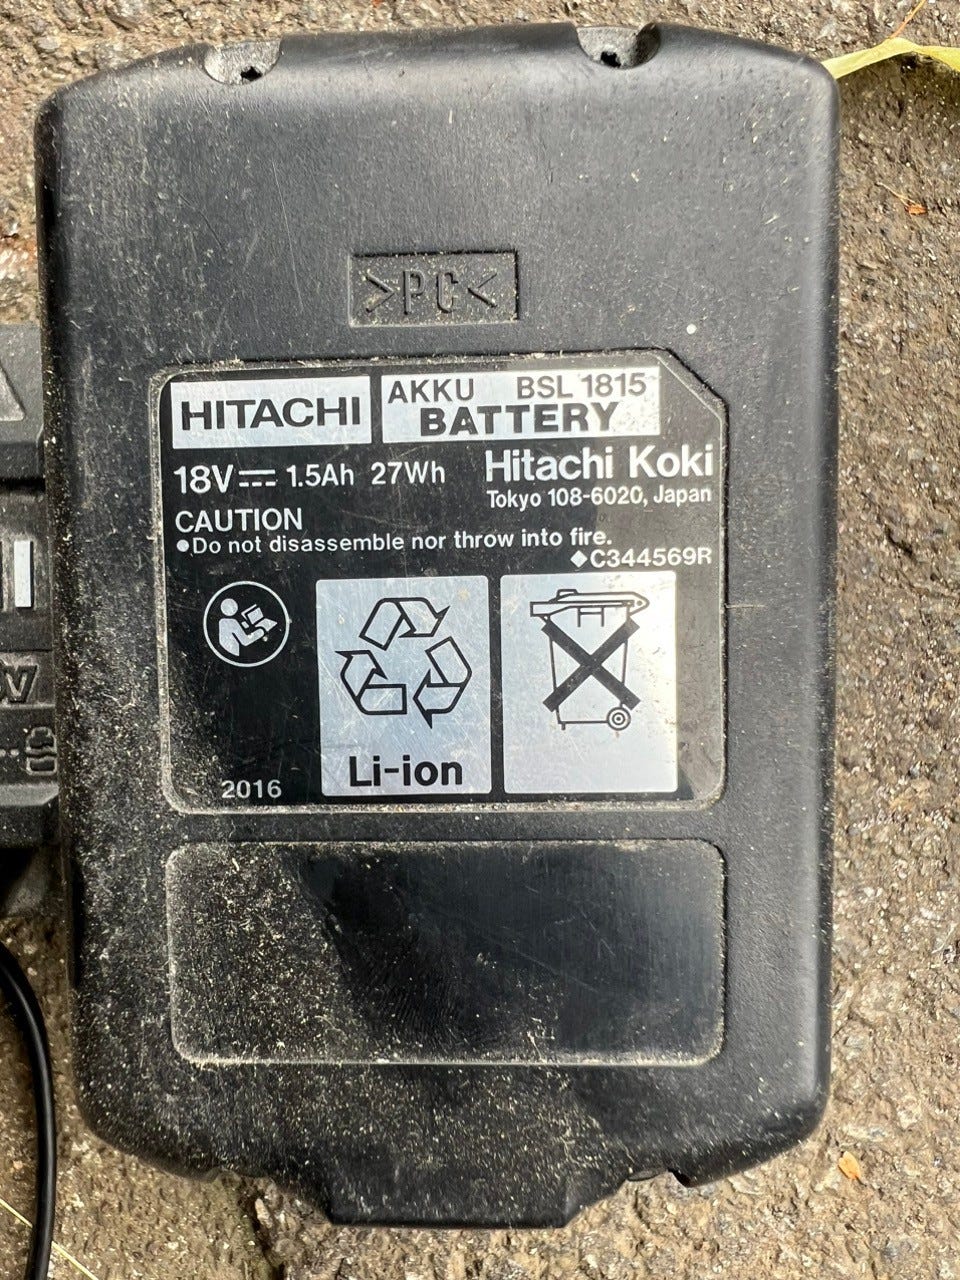 >PC<
HITACHI
AKKU BSL 1815
BATTERY
18V 1.5Ah 27Wh
Hitachi Koki
Tokyo 108-6020, Japan
CAUTION
•Do not disassemble nor throw into fire.
◆C344569R
Li-ion
2016